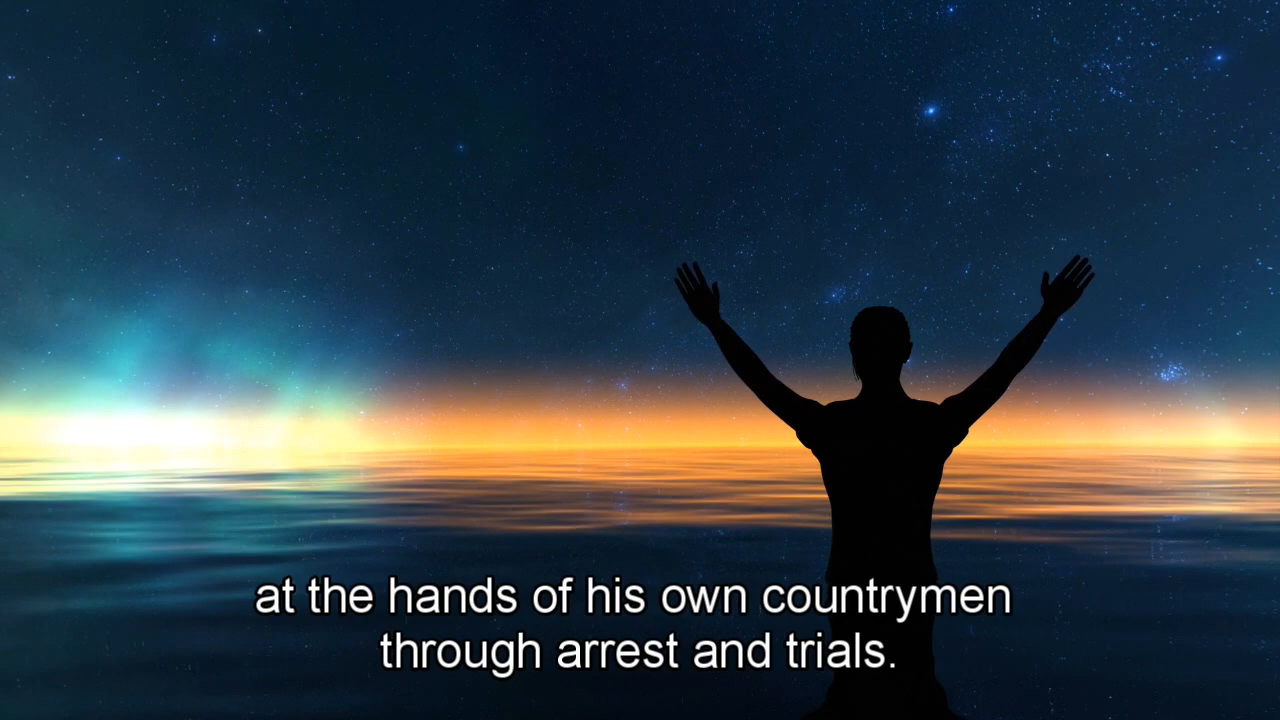 at the hands of his own countrymen
through arrest and trials.